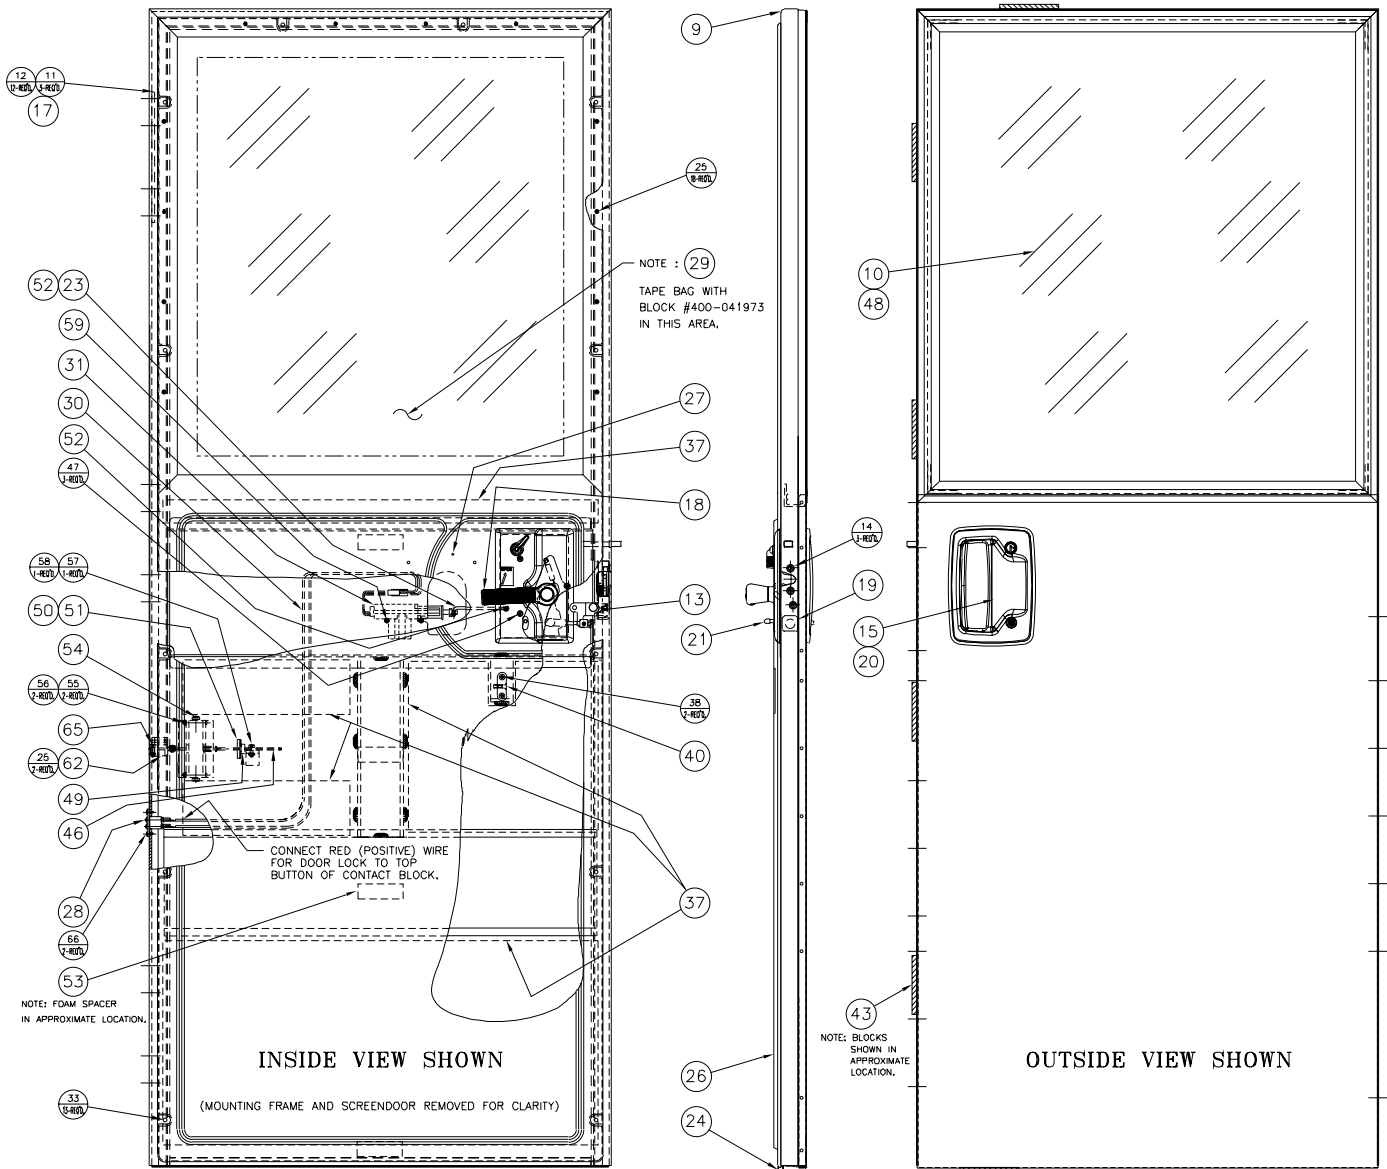 9
12 11
12-REQ'D. 3-REQ'D.
17
25
18-REQ'D.
NOTE : 29
TAPE BAG WITH
BLOCK #400-041973
IN THIS AREA.
10
48
52 23
59
31
30
52
47
3-REQ'D.
27
37
18
58 57
1-REQ'D. 1-REQ'D.
50 51
54
56 55
2-REQ'D. 2-REQ'D.
65
25 62
2-REQ'D.
49
46
28
66
2-REQ'D.
53
NOTE: FOAM SPACER
IN APPROXIMATE LOCATION.
33
13-REQ'D.
CONNECT RED (POSITIVE) WIRE
FOR DOOR LOCK TO TOP
BUTTON OF CONTACT BLOCK.
13
21
38
2-REQ'D.
40
37
14
3-REQ'D.
19
15
20
43
NOTE: BLOCKS
SHOWN IN
APPROXIMATE
LOCATION.
26
24
INSIDE VIEW SHOWN
(MOUNTING FRAME AND SCREENDOOR REMOVED FOR CLARITY)
OUTSIDE VIEW SHOWN